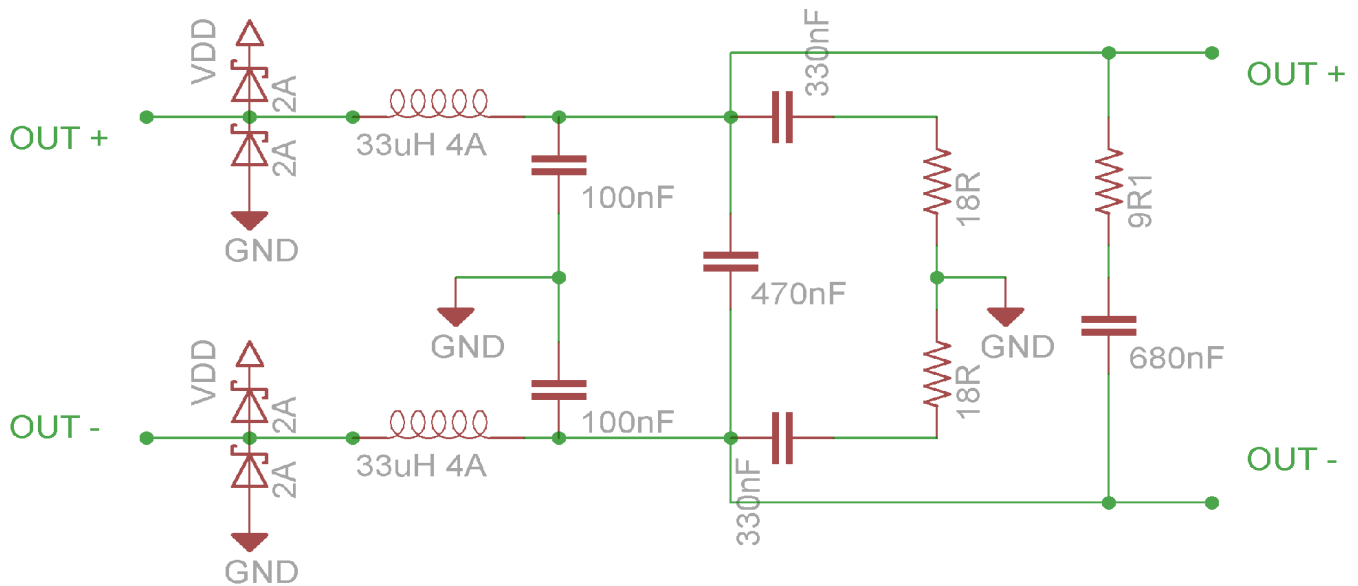 VDD
2A
2A
OUT +
33uH 4A
GND
100nF
330nF
18R
OUT +
9R1
470nF
GND
GND
680nF
18R
100nF
VDD
2A
2A
OUT -
33uH 4A
GND
330nF
OUT -